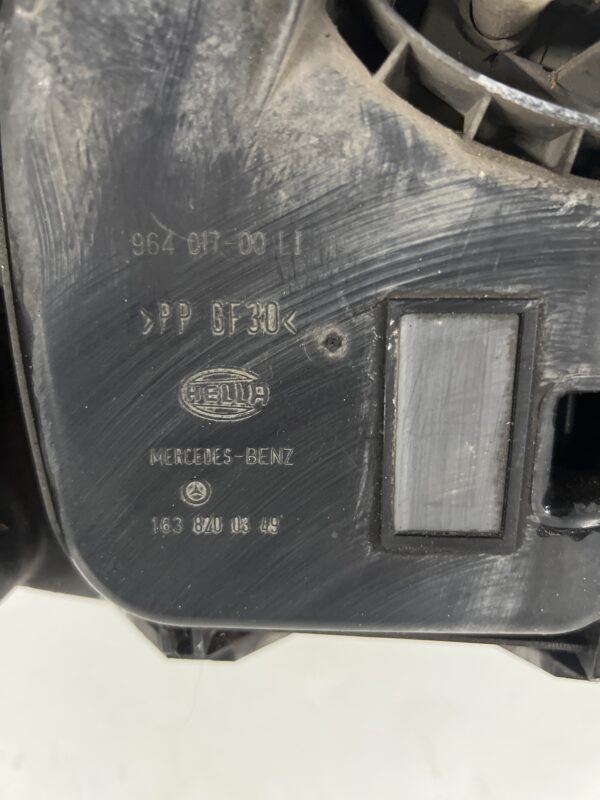 964 017-00 LI
>PP GF30<
HELLA
MERCEDES-BENZ
163 820 03 49